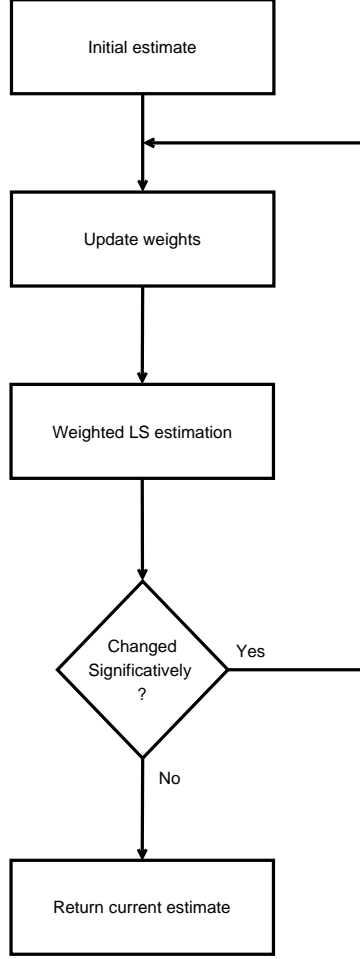 Initial estimate
Update weights
Weighted LS estimation
Changed
Significatively
?
Yes
No
Return current estimate